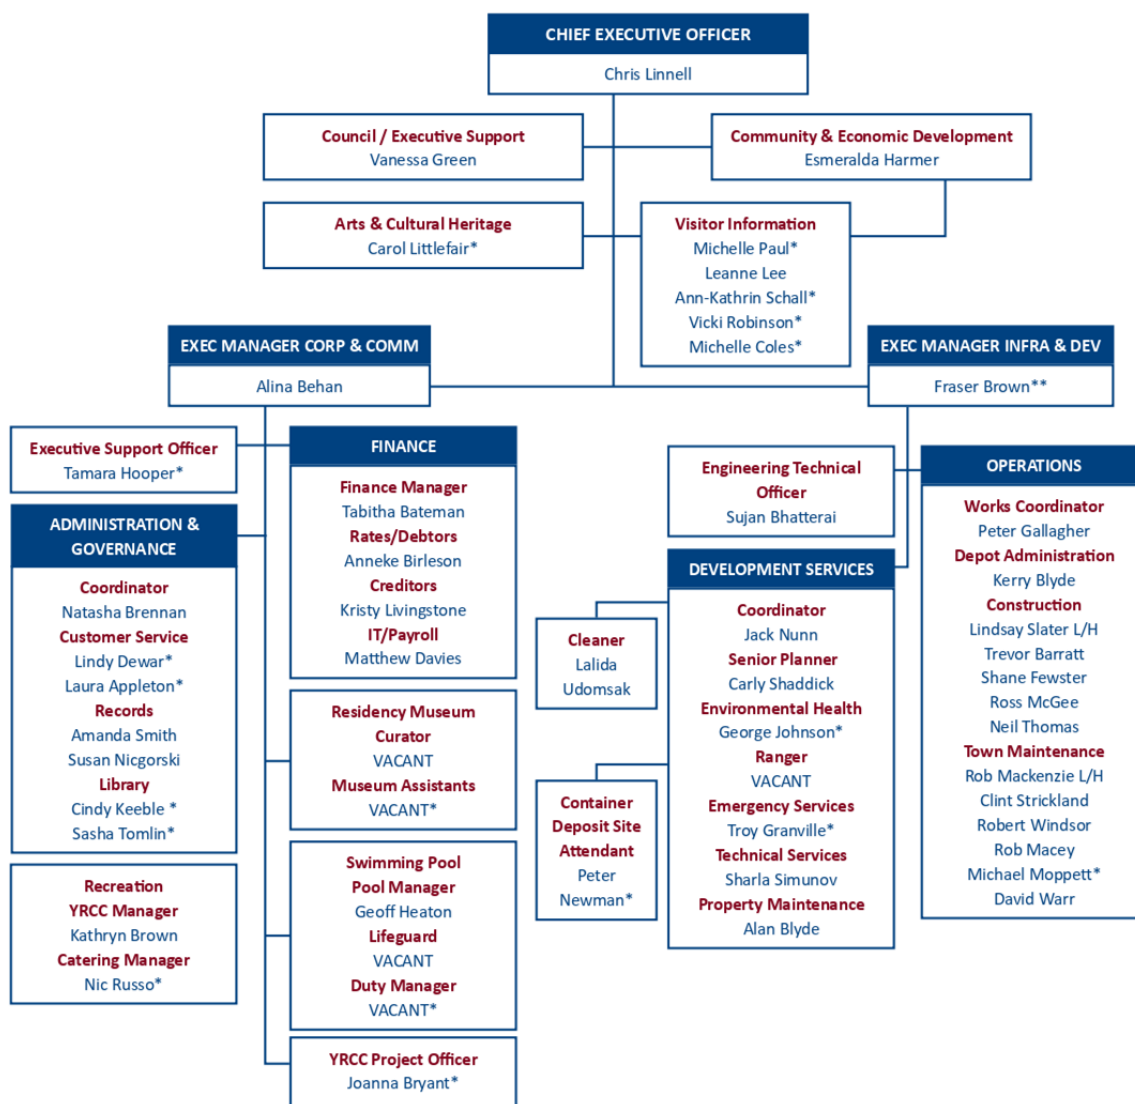 CHIEF EXECUTIVE OFFICER
Chris Linnell
Council / Executive Support
Vanessa Green
Community & Economic Development
Esmeralda Harmer
Arts & Cultural Heritage
Carol Littlefair*
Visitor Information
Michelle Paul*
Leanne Lee
Ann-Kathrin Schall*
Vicki Robinson*
Michelle Coles*
EXEC MANAGER CORP & COMM
Alina Behan
EXEC MANAGER INFRA & DEV
Fraser Brown**
Executive Support Officer
Tamara Hooper*
ADMINISTRATION &
GOVERNANCE
Coordinator
Natasha Brennan
Customer Service
Lindy Dewar*
Laura Appleton*
Records
Amanda Smith
Susan Nicgorski
Library
Cindy Keeble *
Sasha Tomlin*
Recreation
YRCC Manager
Kathryn Brown
Catering Manager
Nic Russo*
FINANCE
Finance Manager
Tabitha Bateman
Rates/Debtors
Anneke Birleson
Creditors
Kristy Livingstone
IT/Payroll
Matthew Davies
Residency Museum
Curator
VACANT
Museum Assistants
VACANT*
Swimming Pool
Pool Manager
Geoff Heaton
Lifeguard
VACANT
Duty Manager
VACANT*
YRCC Project Officer
Joanna Bryant*
Engineering Technical
Officer
Sujan Bhatterai
DEVELOPMENT SERVICES
Coordinator
Jack Nunn
Senior Planner
Carly Shaddick
Environmental Health
George Johnson*
Ranger
VACANT
Emergency Services
Troy Granville*
Technical Services
Sharla Simunov
Property Maintenance
Alan Blyde
Cleaner
Lalida
Udomsak
Container
Deposit Site
Attendant
Peter
Newman*
OPERATIONS
Works Coordinator
Peter Gallagher
Depot Administration
Kerry Blyde
Construction
Lindsay Slater L/H
Trevor Barratt
Shane Fewster
Ross McGee
Neil Thomas
Town Maintenance
Rob Mackenzie L/H
Clint Strickland
Robert Windsor
Rob Macey
Michael Moppett*
David Warr